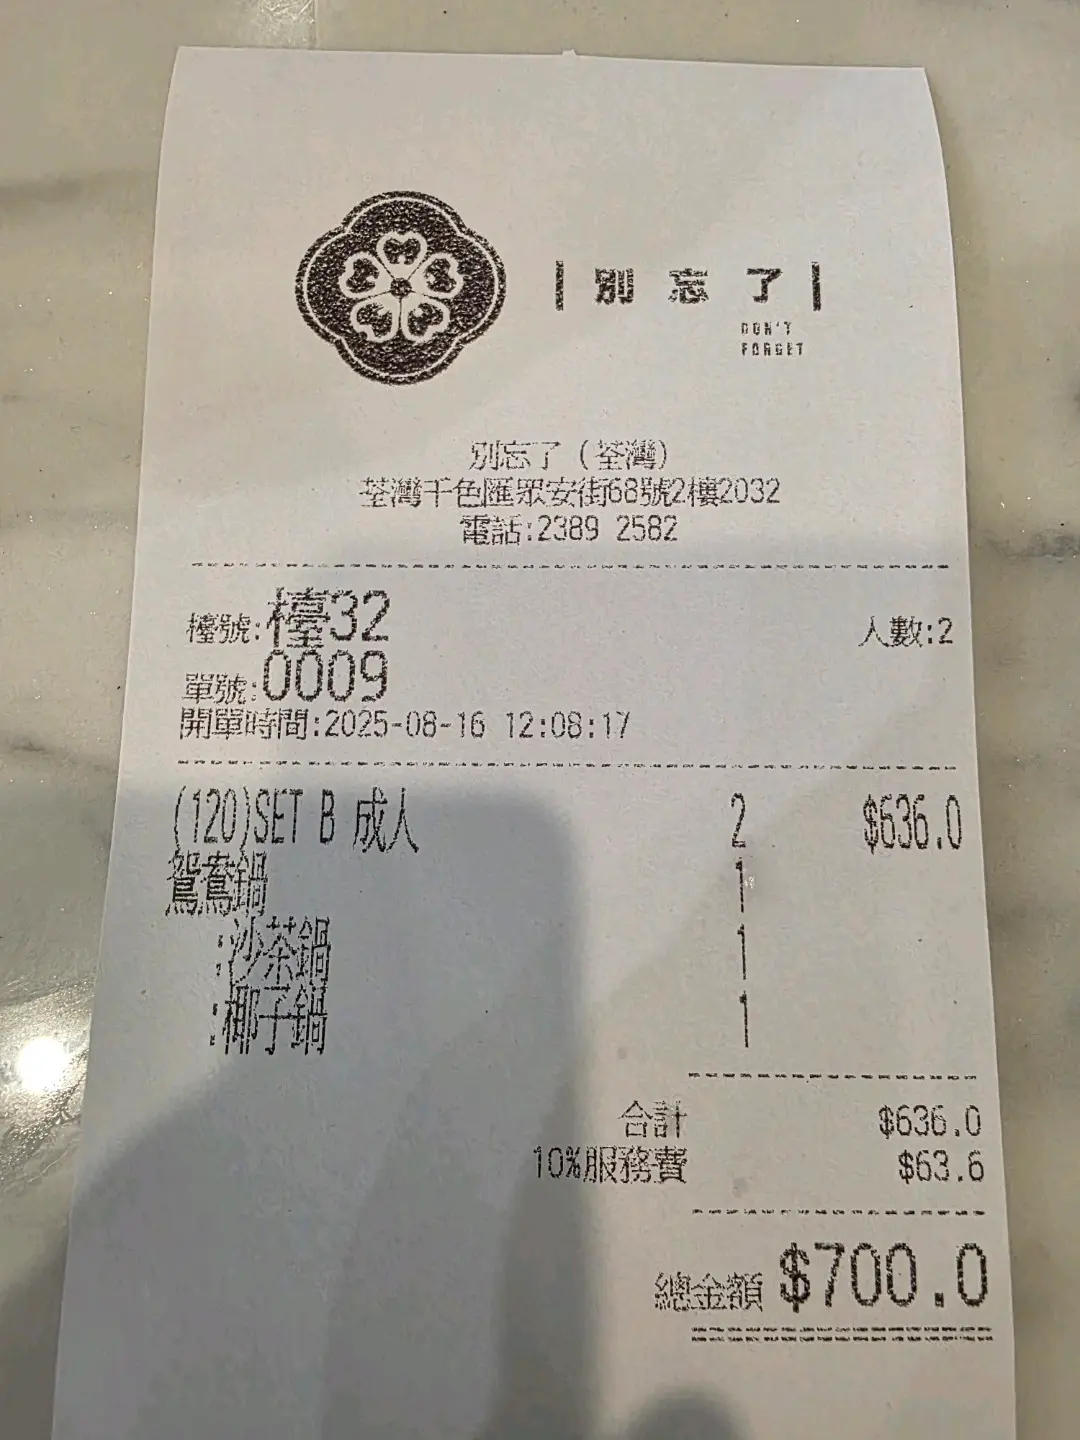 別忘了
DON'T
FORGET
別忘了(荃灣)
荃灣千色匯眾安街68號2樓2032
電話:2389 2582
檯號:檯32
人數:2
單號:0009
開單時間:2025-08-16 12:08:17
(120)SET B 成人 2 $636.0
鴛鴦鍋 1
:沙茶鍋 1
:椰子鍋 1
合計 $636.0
10%服務費 $63.6
總金額 $700.0